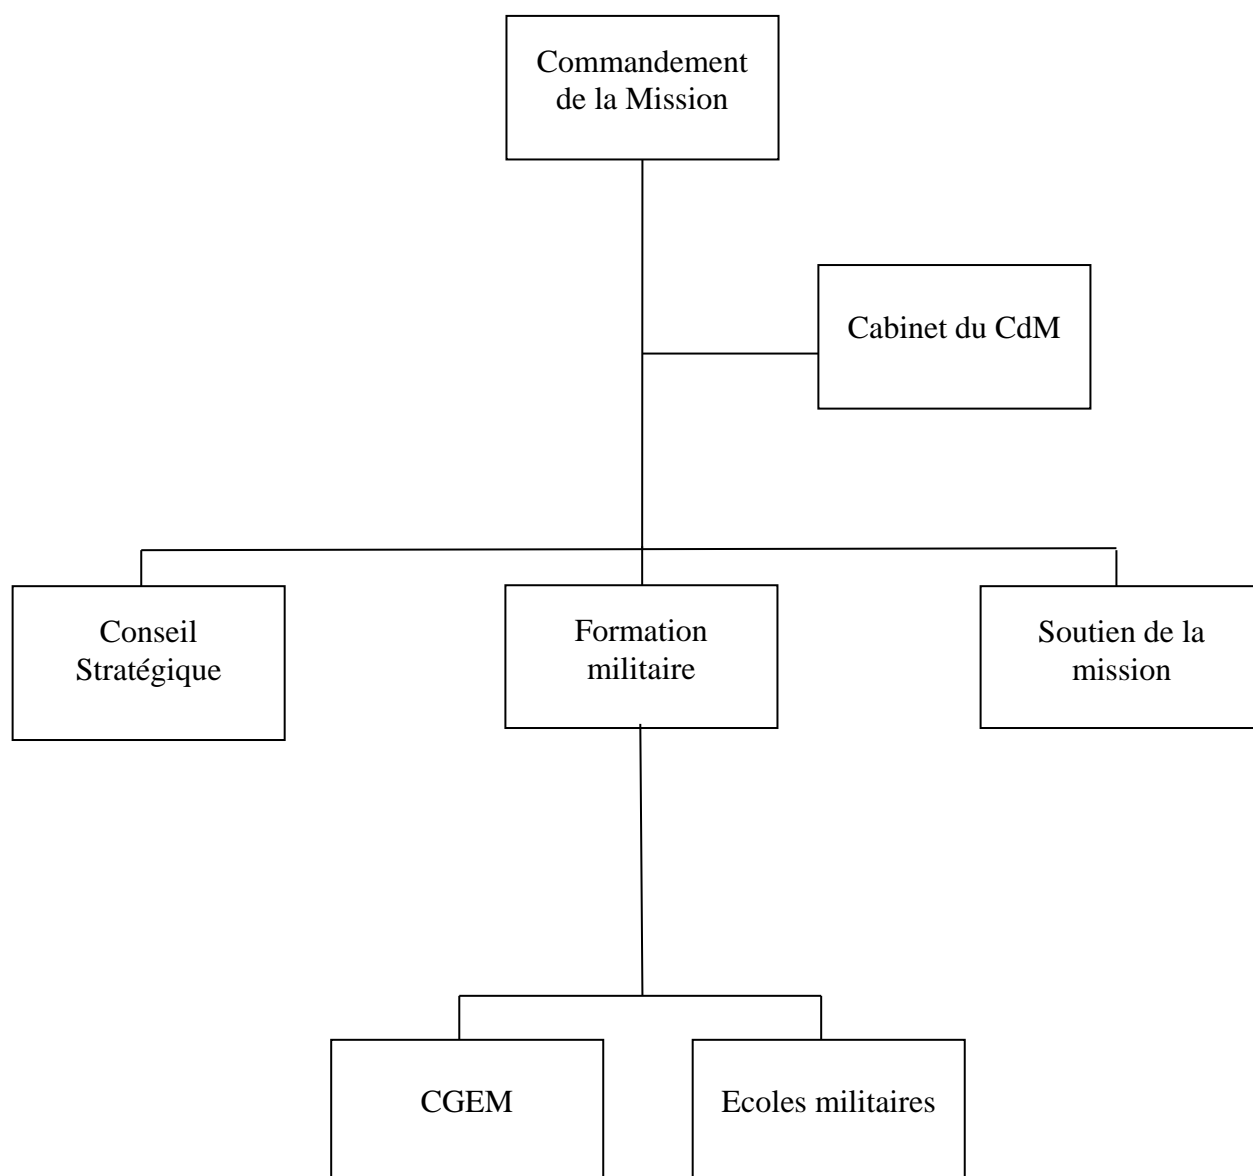 Commandement
de la Mission
Cabinet du CdM
Conseil
Stratégique
Formation
militaire
Soutien de la
mission
CGEM
Ecoles militaires